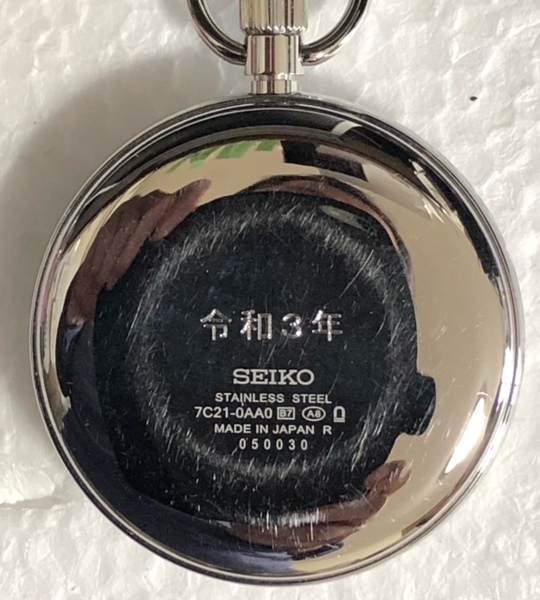 令和3年
SEIKO
STAINLESS STEEL
7C21-0AA0 B7 A8
MADE IN JAPAN R
050030